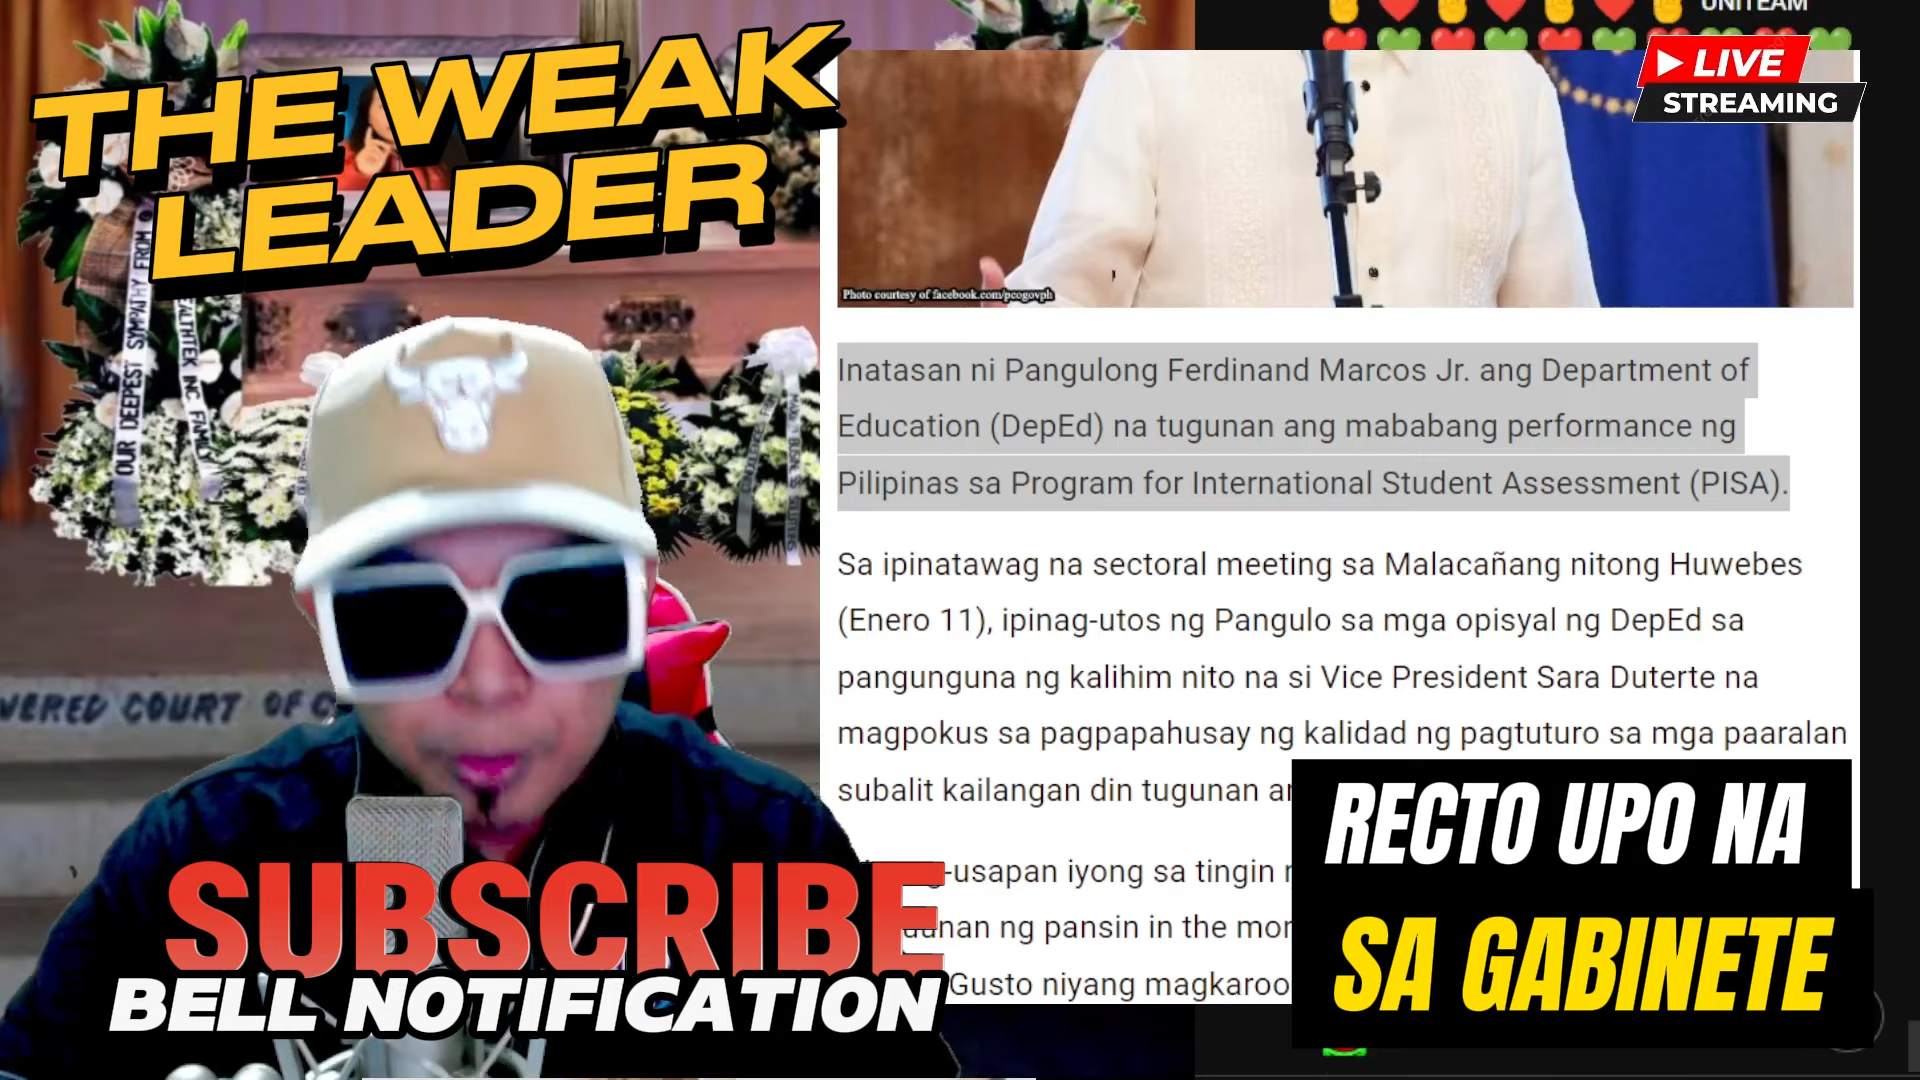 THE WEAK
LEADER
UNITEAM
LIVE
STREAMING
OUR DEEPEST SYMPATHY FROM
EALTHTEK INC FAMILY
VERED COURT OF C
Photo courtesy of facebook.com/pcogovph
Inatasan ni Pangulong Ferdinand Marcos Jr. ang Department of
Education (DepEd) na tugunan ang mababang performance ng
Pilipinas sa Program for International Student Assessment (PISA).
Sa ipinatawag na sectoral meeting sa Malacañang nitong Huwebes
(Enero 11), ipinag-utos ng Pangulo sa mga opisyal ng DepEd sa
pangunguna ng kalihim nito na si Vice President Sara Duterte na
magpokus sa pagpapahusay ng kalidad ng pagtuturo sa mga paaralan
subalit kailangan din tugunan
-usapan iyong sa tingin
ng pansin in the
Gusto niyang
SUBSCRIBE
BELL NOTIFICATION
RECTO UPO NA
SA GABINETE